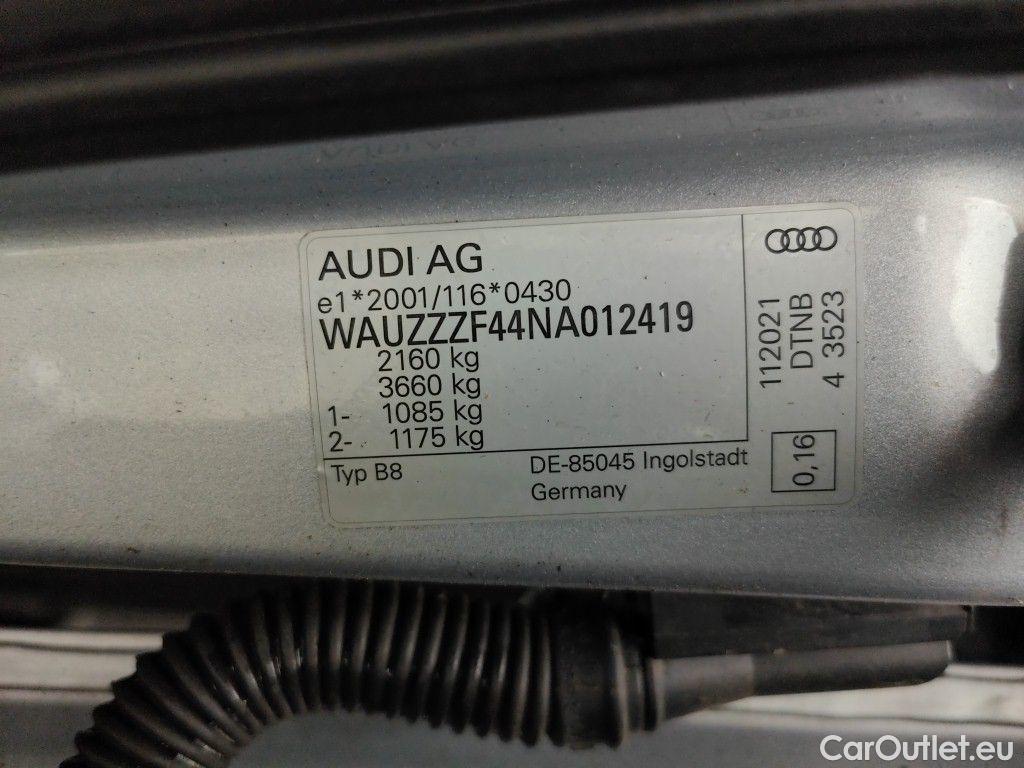 AUDI AG
e1*2001/116*0430
WAUZZZF44NA012419
2160 kg
3660 kg
1- 1085 kg
2- 1175 kg
Typ B8
DE-85045 Ingolstadt
Germany
112021
DTNB
4 3523
0,16
CarOutlet.eu